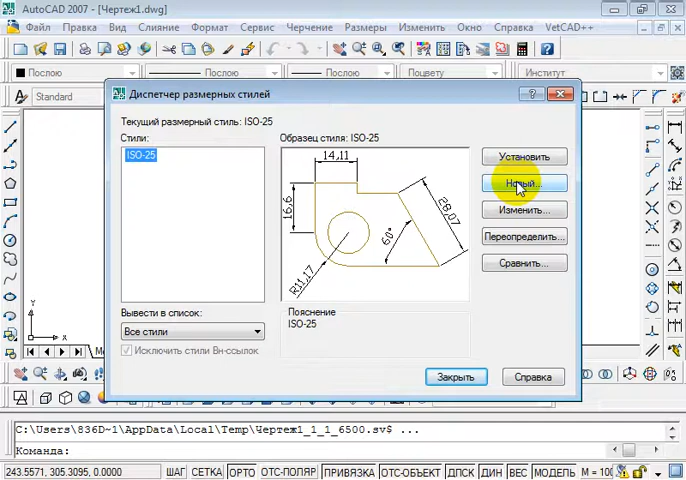 AutoCAD 2007 - [Чертеж1.dwg]
Файл Правка Вид Слияние Формат Сервис Черчение Размеры Изменить Окно Справка VetCAD++
Послою Послою Послою Поцвету Институт
Standard
Диспетчер размерных стилей
Текущий размерный стиль: ISO-25
Стили: Образец стиля: ISO-25
ISO-25
14,11
16,6
28,07
60°
R11,17
Установить
Новый...
Изменить...
Переопределить...
Сравнить...
Вывести в список:
Все стили
Исключить стили Вн-ссылок
Пояснение
ISO-25
Закрыть Справка
Y
X
C:\Users\836D~1\AppData\Local\Temp\Чертеж1_1_1_6500.sv$ ...
Команда:
243.5571, 305.3095, 0.0000 ШАГ СЕТКА ОРТО ОТС-ПОЛЯР ПРИВЯЗКА ОТС-ОБЪЕКТ ДПСК ДИН ВЕС МОДЕЛЬ М = 100